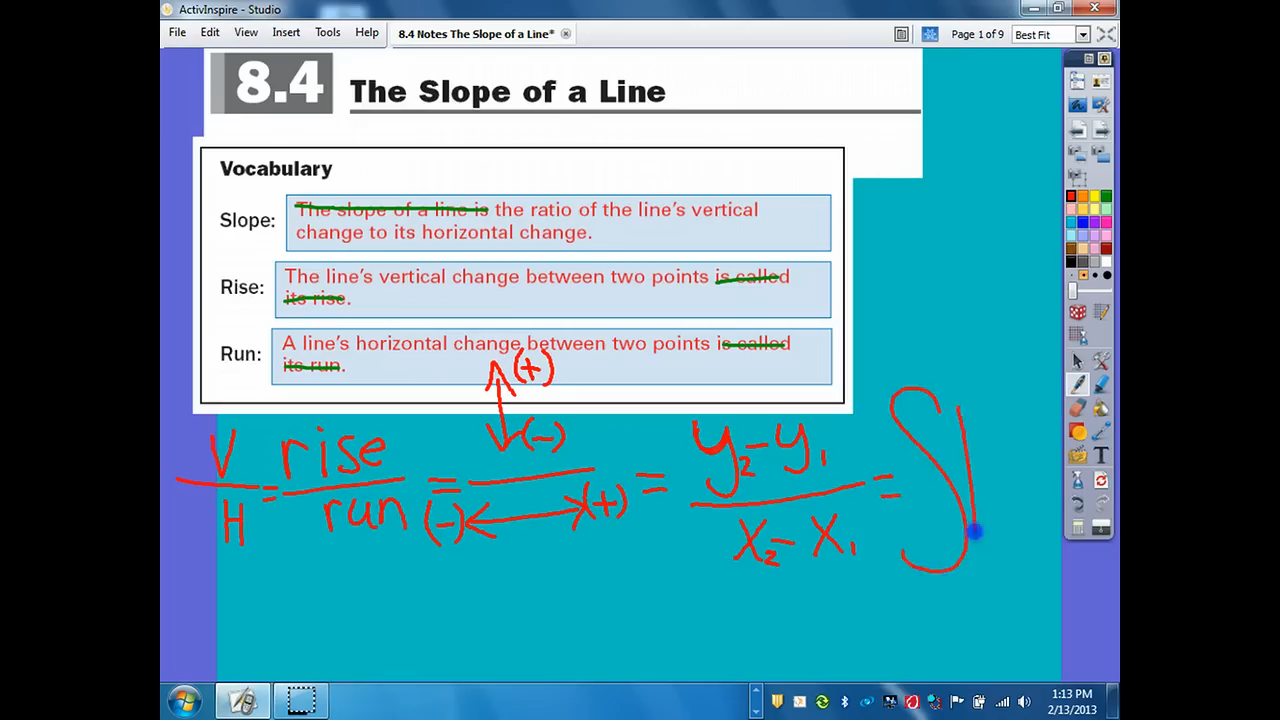 ActivInspire - Studio
File Edit View Insert Tools Help 8.4 Notes The Slope of a Line* Page 1 of 9 Best Fit
8.4 The Slope of a Line
Vocabulary
Slope: The slope of a line is the ratio of the line's vertical
change to its horizontal change.
Rise: The line's vertical change between two points is called
its rise.
Run: A line's horizontal change between two points is called
its run.
(+)
(-)
V/H = rise/run = (-) (+) = y₂-y₁/x₂-x₁ = Sl
T
1:13 PM
2/13/2013